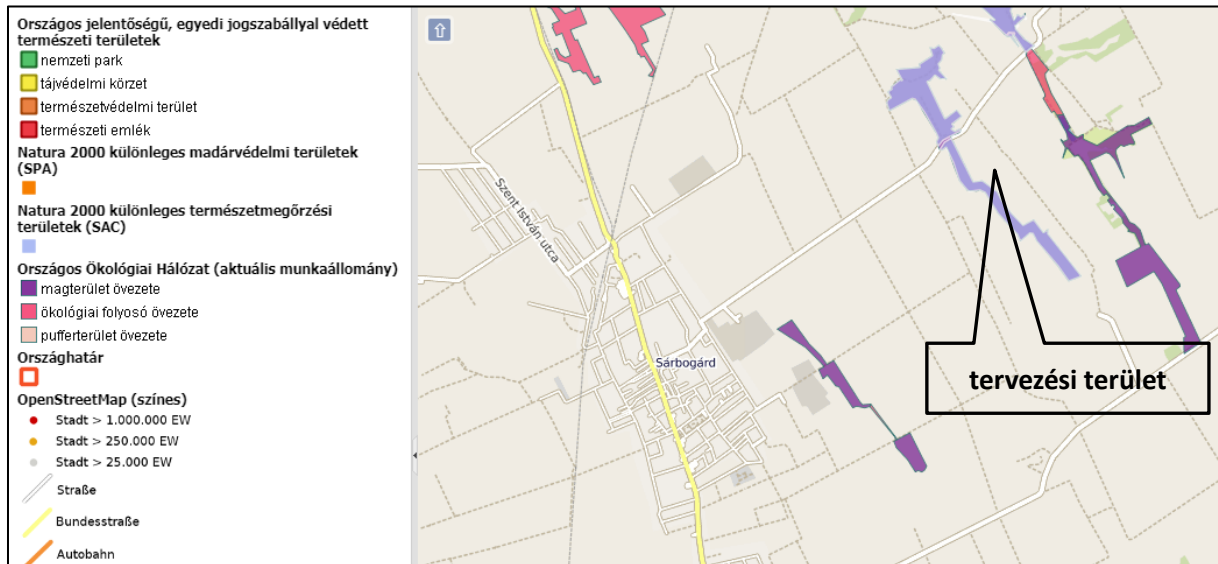 Országos jelentőségű, egyedi jogszabállyal védett
természeti területek
nemzeti park
tájvédelmi körzet
természetvédelmi terület
természeti emlék
Natura 2000 különleges madárvédelmi területek
(SPA)
Natura 2000 különleges természetmegőrzési
területek (SAC)
Országos Ökológiai Hálózat (aktuális munkaállomány)
magterület övezete
ökológiai folyosó övezete
pufferterület övezete
Országhatár
OpenStreetMap (színes)
Stadt > 1.000.000 EW
Stadt > 250.000 EW
Stadt > 25.000 EW
Straße
Bundesstraße
Autobahn
Szent István utca
Sárbogárd
tervezési terület